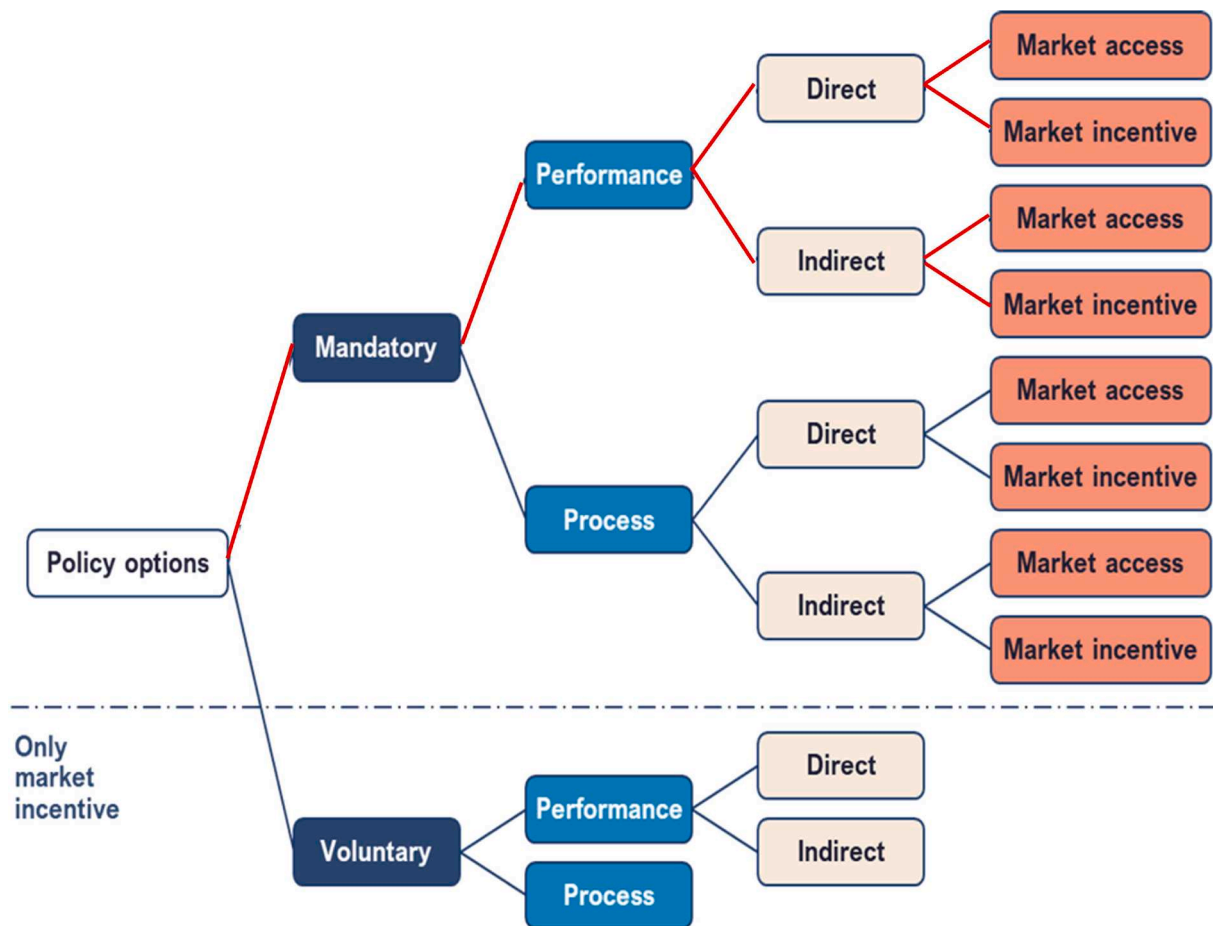 Market access
Direct
Market incentive
Performance
Market access
Indirect
Market incentive
Mandatory
Market access
Direct
Market incentive
Process
Policy options
Market access
Indirect
Market incentive
Only
market
incentive
Direct
Performance
Voluntary
Indirect
Process